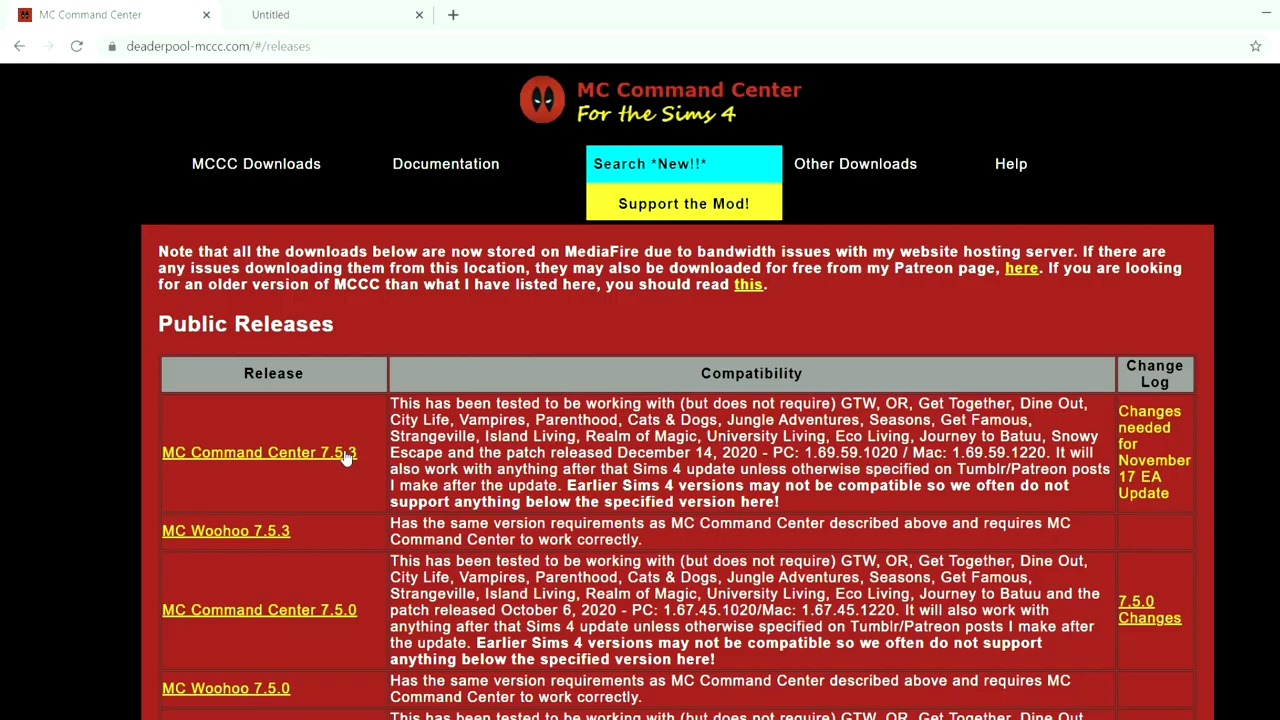 MC Command Center
Untitled
deaderpool-mccc.com/#/releases
MC Command Center
For the Sims 4
MCCC Downloads
Documentation
Search *New!!*
Other Downloads
Help
Support the Mod!
Note that all the downloads below are now stored on MediaFire due to bandwidth issues with my website hosting server. If there are
any issues downloading them from this location, they may also be downloaded for free from my Patreon page, here. If you are looking
for an older version of MCCC than what I have listed here, you should read this.
Public Releases
Release
Compatibility
Change
Log
MC Command Center 7.5.3
This has been tested to be working with (but does not require) GTW, OR, Get Together, Dine Out,
City Life, Vampires, Parenthood, Cats & Dogs, Jungle Adventures, Seasons, Get Famous,
Strangeville, Island Living, Realm of Magic, University Living, Eco Living, Journey to Batuu, Snowy
Escape and the patch released December 14, 2020 - PC: 1.69.59.1020 / Mac: 1.69.59.1220. It will
also work with anything after that Sims 4 update unless otherwise specified on Tumblr/Patreon posts
I make after the update. Earlier Sims 4 versions may not be compatible so we often do not
support anything below the specified version here!
Changes
needed
for
November
17 EA
Update
MC Woohoo 7.5.3
Has the same version requirements as MC Command Center described above and requires MC
Command Center to work correctly.
MC Command Center 7.5.0
This has been tested to be working with (but does not require) GTW, OR, Get Together, Dine Out,
City Life, Vampires, Parenthood, Cats & Dogs, Jungle Adventures, Seasons, Get Famous,
Strangeville, Island Living, Realm of Magic, University Living, Eco Living, Journey to Batuu and the
patch released October 6, 2020 - PC: 1.67.45.1020/Mac: 1.67.45.1220. It will also work with
anything after that Sims 4 update unless otherwise specified on Tumblr/Patreon posts I make after
the update. Earlier Sims 4 versions may not be compatible so we often do not support
anything below the specified version here!
7.5.0
Changes
MC Woohoo 7.5.0
Has the same version requirements as MC Command Center described above and requires MC
Command Center to work correctly.
This has been tested to be working with (but does not require) GTW, OR, Get Together, Dine Out,